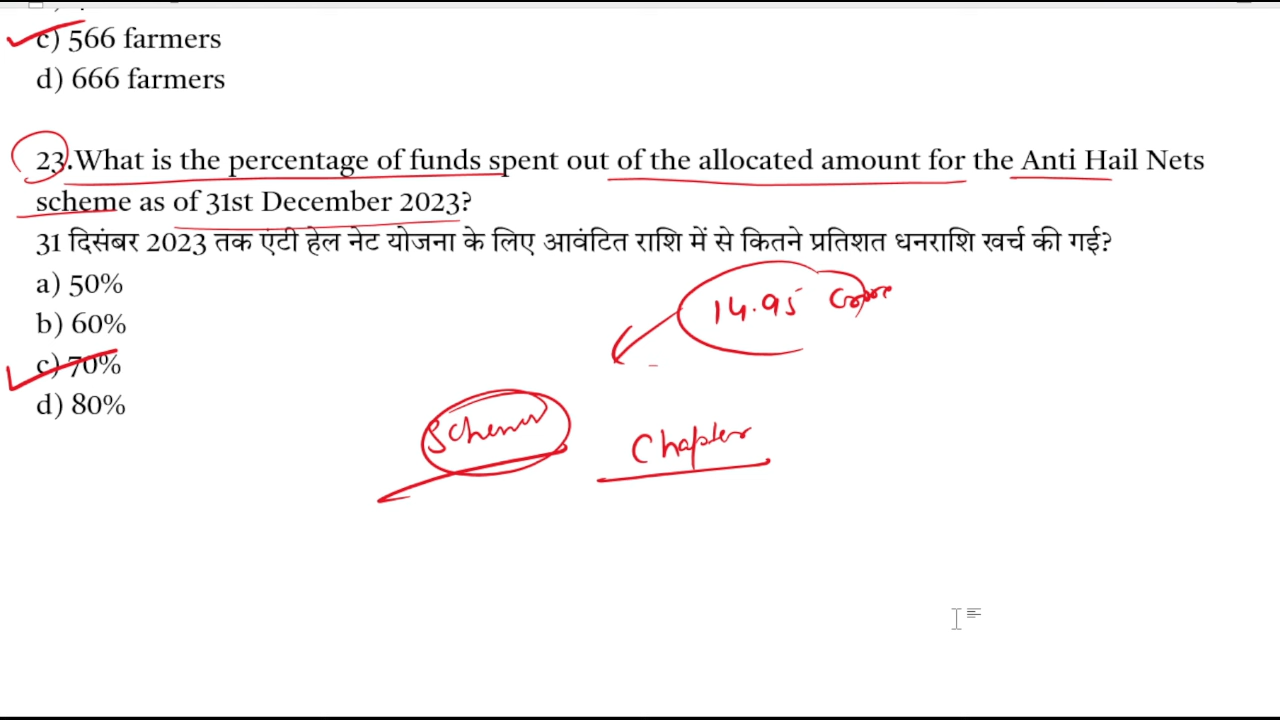 c) 566 farmers
d) 666 farmers
23.What is the percentage of funds spent out of the allocated amount for the Anti Hail Nets
scheme as of 31st December 2023?
31 दिसंबर 2023 तक एंटी हेल नेट योजना के लिए आवंटित राशि में से कितने प्रतिशत धनराशि खर्च की गई?
a) 50%
14.95 Crore
b) 60%
c) 70%
d) 80%
Schemes
Chapter